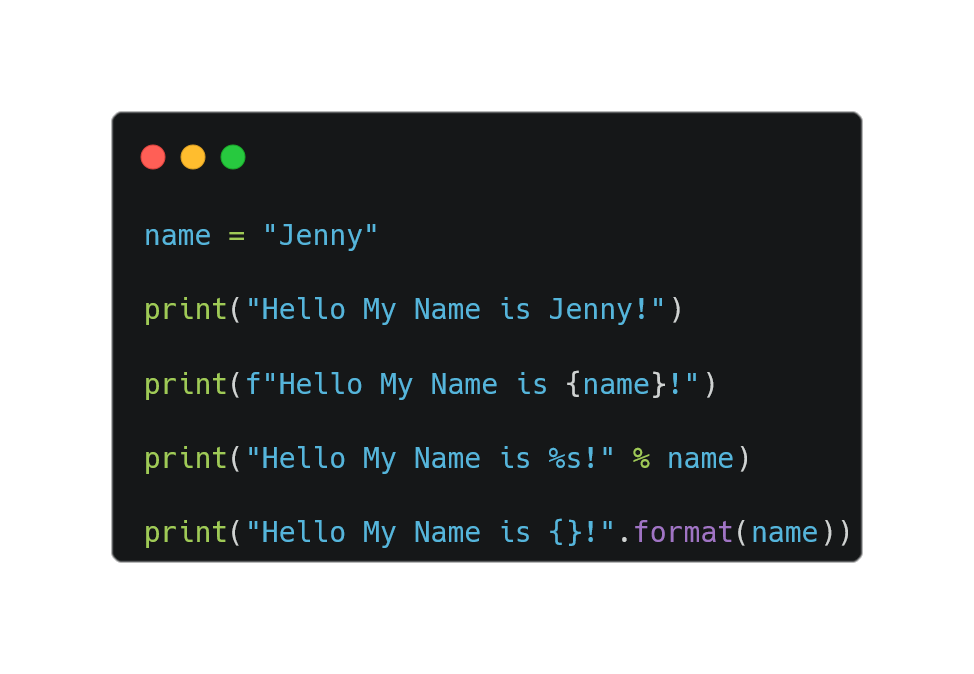 name = "Jenny"
print("Hello My Name is Jenny!")
print(f"Hello My Name is {name}!")
print("Hello My Name is %s!" % name)
print("Hello My Name is {}!".format(name))